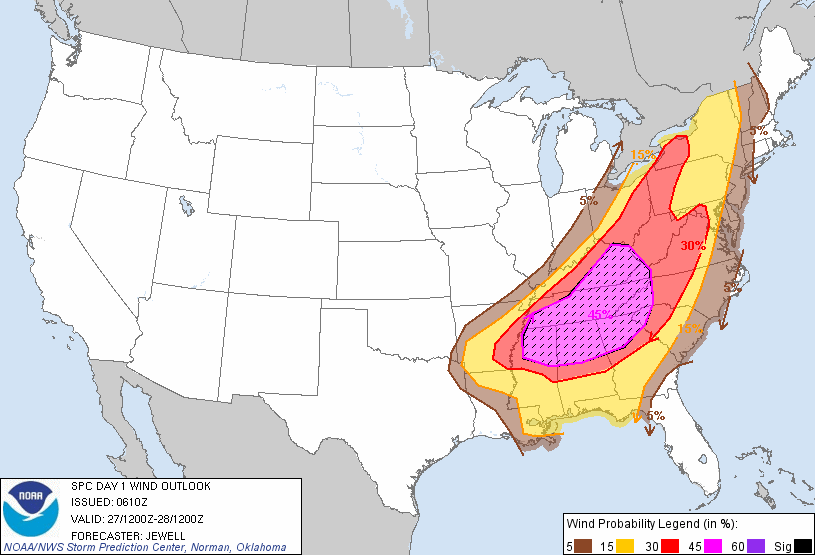 5%
15%
5%
30%
5%
45%
15%
5%
NOAA
SPC DAY 1 WIND OUTLOOK
ISSUED: 0610Z
VALID: 27/1200Z-28/1200Z
FORECASTER: JEWELL
NOAA/NWS Storm Prediction Center, Norman, Oklahoma
Wind Probability Legend (in %):
5 15 30 45 60 Sig